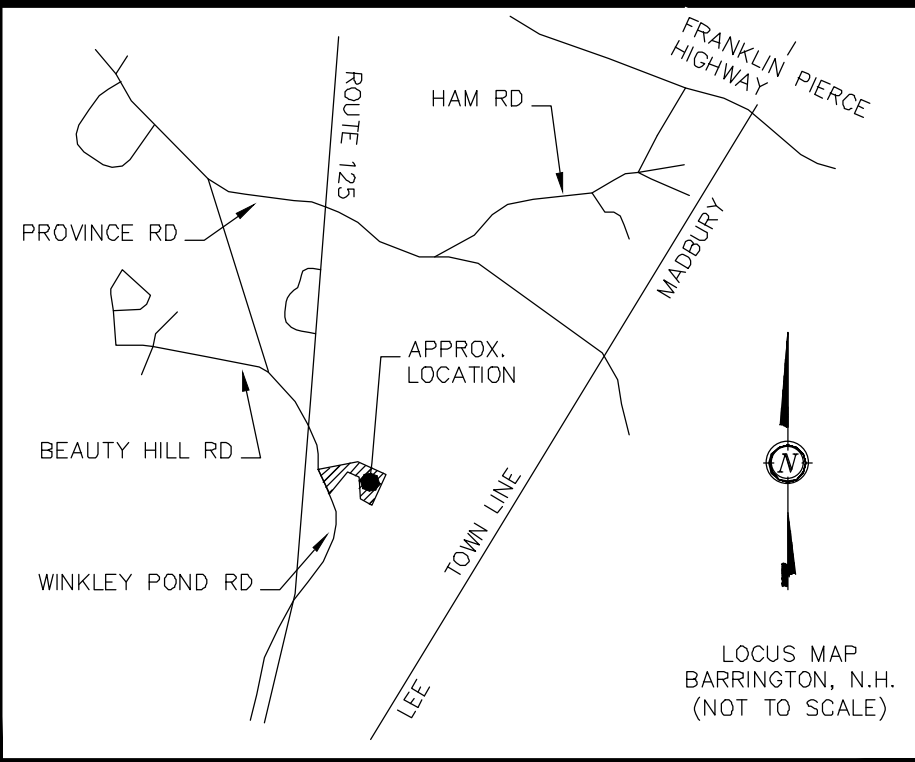 FRANKLIN PIERCE
HIGHWAY
ROUTE 125
HAM RD
PROVINCE RD
MADBURY
APPROX.
LOCATION
BEAUTY HILL RD
N
TOWN LINE
WINKLEY POND RD
LEE
LOCUS MAP
BARRINGTON, N.H.
(NOT TO SCALE)